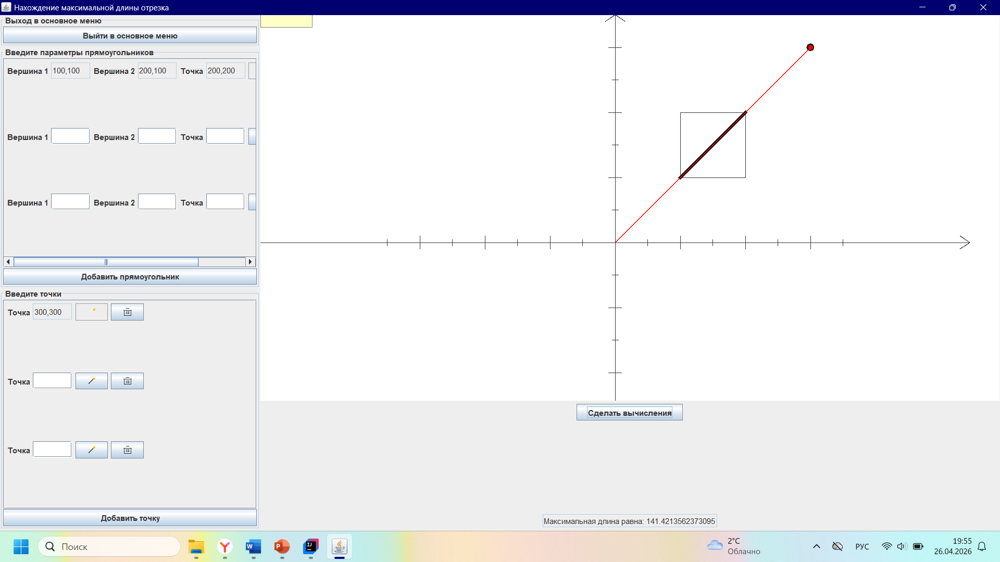 Нахождение максимальной длины отрезка
Выход в основное меню
Выйти в основное меню
Введите параметры прямоугольников
Вершина 1 100,100 Вершина 2 200,100 Точка 200,200
Вершина 1 Вершина 2 Точка
Вершина 1 Вершина 2 Точка
Добавить прямоугольник
Введите точки
Точка 300,300
Точка
Точка
Добавить точку
Сделать вычисления
Максимальная длина равна: 141.4213562373095
Поиск
2°C
Облачно
РУС
19:55
26.04.2026